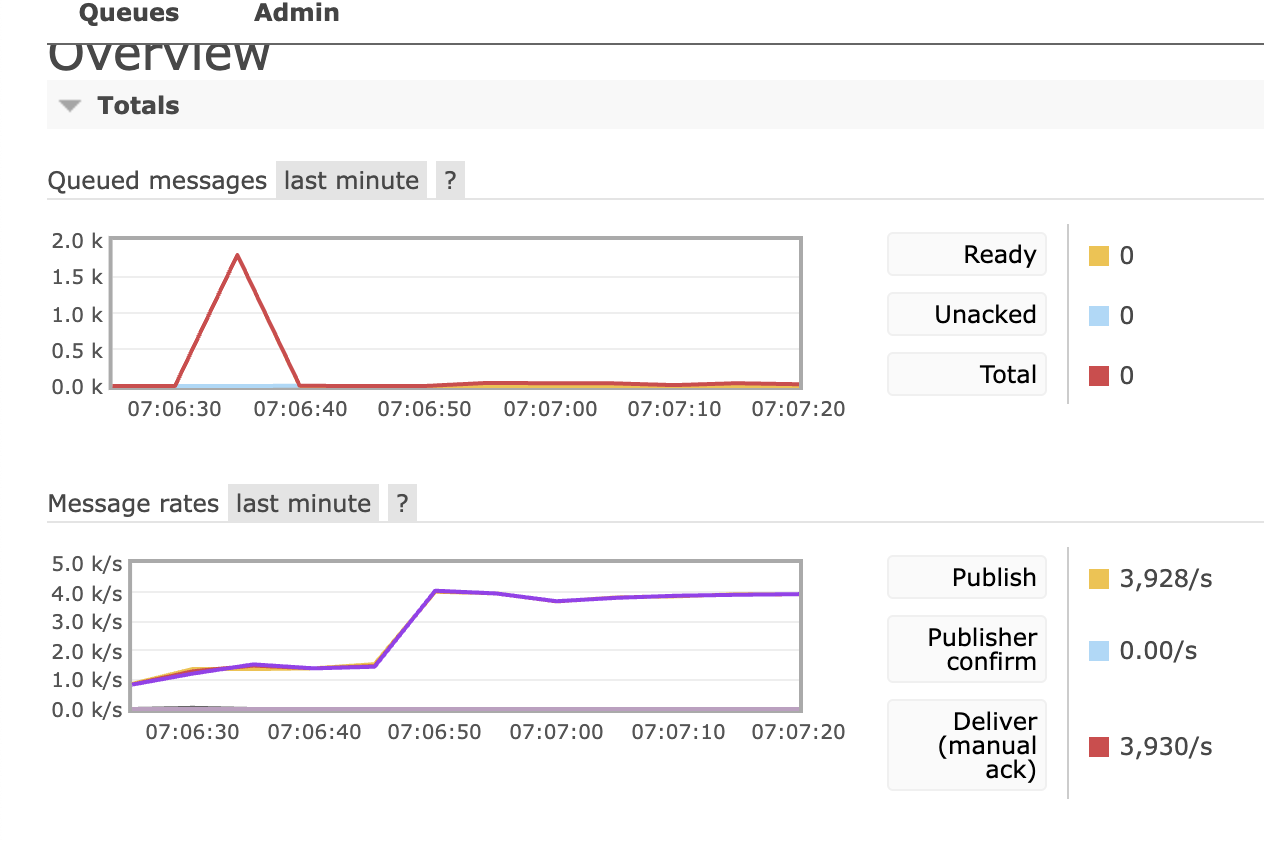 Queues Admin
Overview
Totals
Queued messages last minute ?
2.0 k
1.5 k
1.0 k
0.5 k
0.0 k
07:06:30 07:06:40 07:06:50 07:07:00 07:07:10 07:07:20
Ready 0
Unacked 0
Total 0
Message rates last minute ?
5.0 k/s
4.0 k/s
3.0 k/s
2.0 k/s
1.0 k/s
0.0 k/s
07:06:30 07:06:40 07:06:50 07:07:00 07:07:10 07:07:20
Publish 3,928/s
Publisher
confirm 0.00/s
Deliver
(manual
ack) 3,930/s